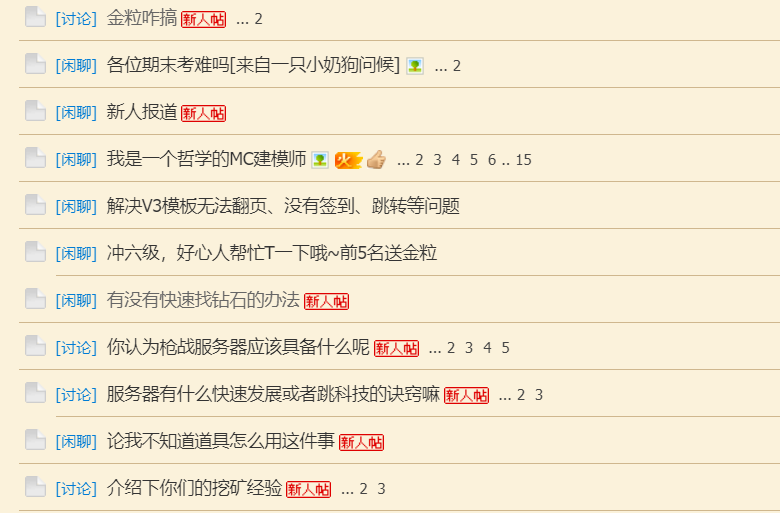 [讨论] 金粒咋搞 新人帖 ... 2
[闲聊] 各位期末考难吗[来自一只小奶狗问候] ... 2
[闲聊] 新人报道 新人帖
[闲聊] 我是一个哲学的MC建模师 火 ... 2 3 4 5 6 .. 15
[闲聊] 解决V3模板无法翻页、没有签到、跳转等问题
[闲聊] 冲六级，好心人帮忙T一下哦~前5名送金粒
[闲聊] 有没有快速找钻石的办法 新人帖
[讨论] 你认为枪战服务器应该具备什么呢 新人帖 ... 2 3 4 5
[讨论] 服务器有什么快速发展或者跳科技的诀窍嘛 新人帖 ... 2 3
[闲聊] 论我不知道道具怎么用这件事 新人帖
[讨论] 介绍下你们的挖矿经验 新人帖 ... 2 3